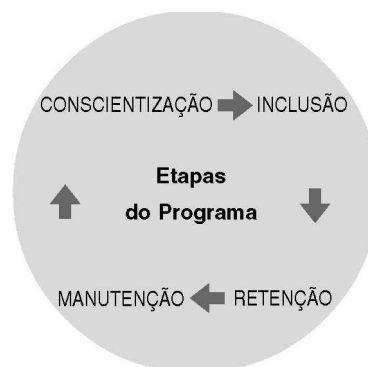 CONSCIENTIZAÇÃO INCLUSÃO
Etapas
do Programa
MANUTENÇÃO RETENÇÃO